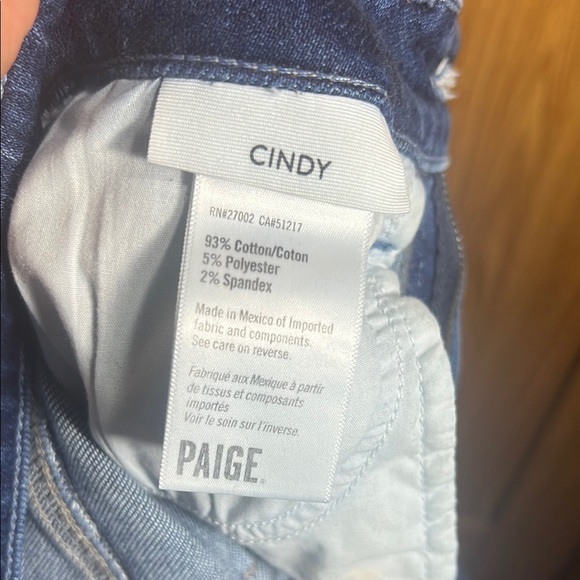 CINDY
RN#27002 CA#51217
93% Cotton/Coton
5% Polyester
2% Spandex
Made in Mexico of Imported
fabric and components.
See care on reverse.
Fabriqué aux Mexique à partir
de tissus et composants
importés
Voir le soin sur l'inverse.
PAIGE